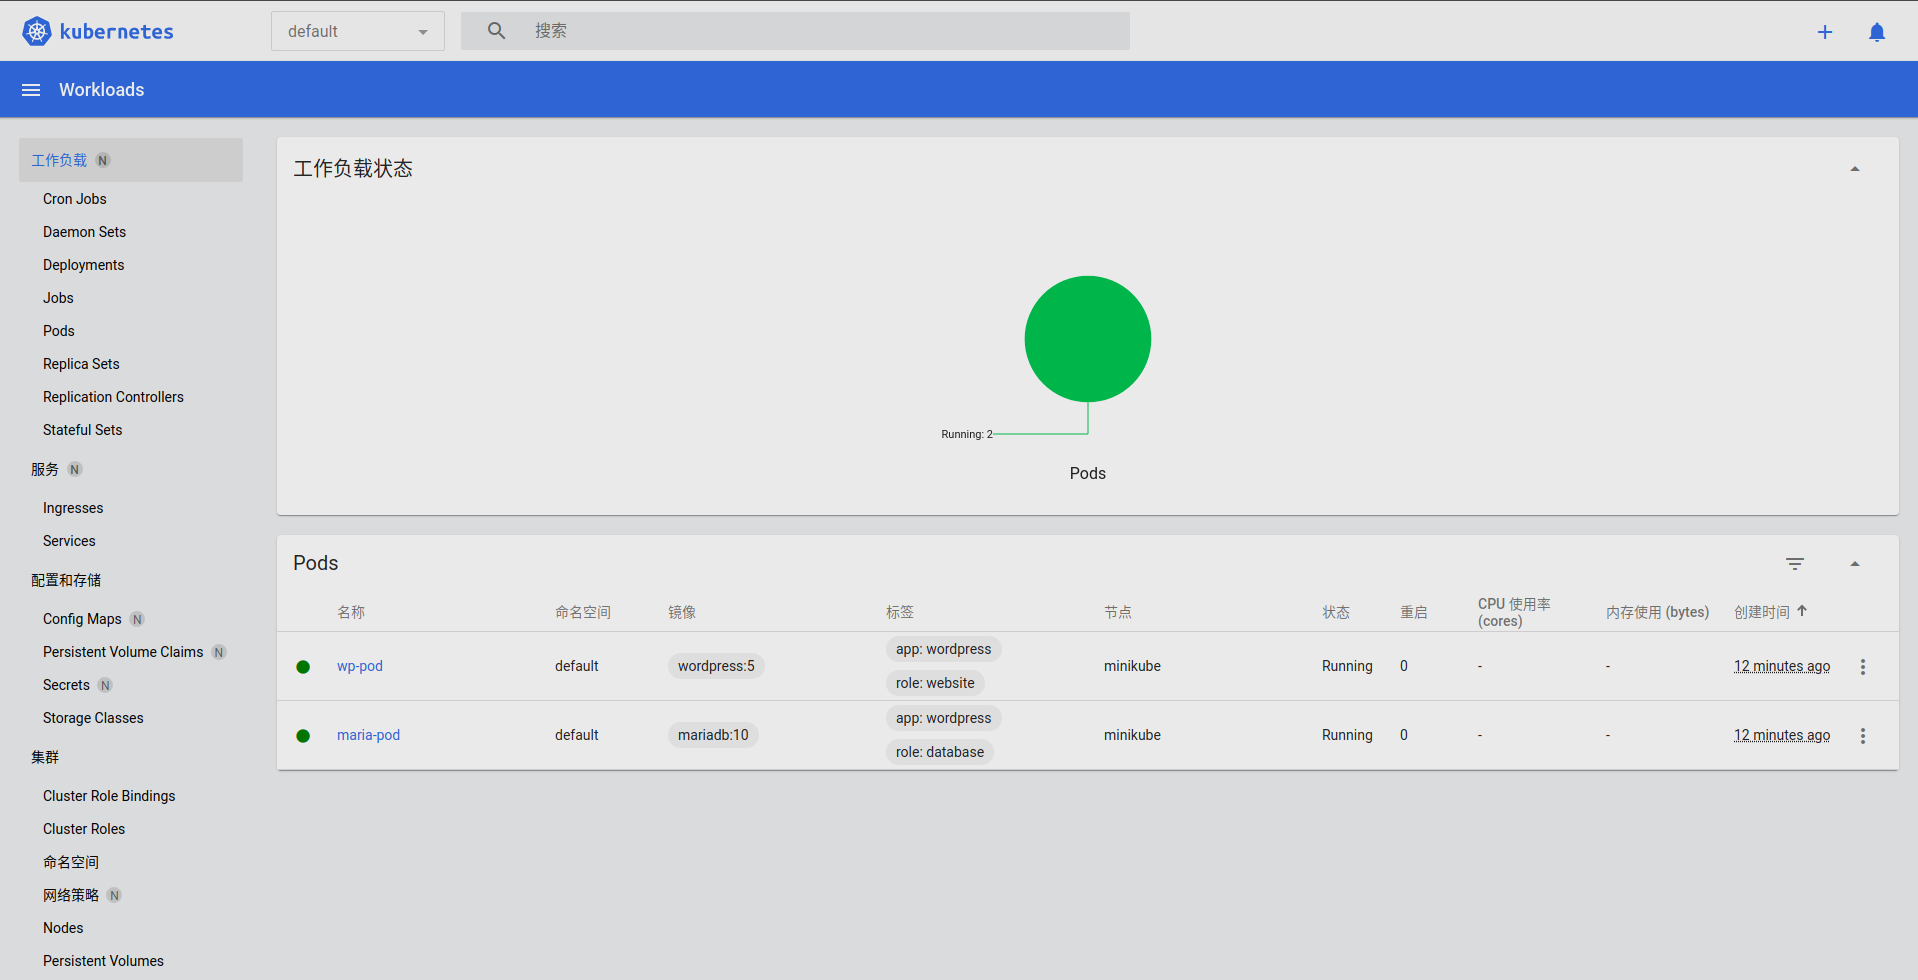 kubernetes
default
搜索
Workloads
工作负载 N
Cron Jobs
Daemon Sets
Deployments
Jobs
Pods
Replica Sets
Replication Controllers
Stateful Sets
服务 N
Ingresses
Services
配置和存储
Config Maps N
Persistent Volume Claims N
Secrets N
Storage Classes
集群
Cluster Role Bindings
Cluster Roles
命名空间
网络策略 N
Nodes
Persistent Volumes
工作负载状态
Running: 2
Pods
Pods
名称 命名空间 镜像 标签 节点 状态 重启 CPU 使用率 (cores) 内存使用 (bytes) 创建时间
wp-pod default wordpress:5 app: wordpress role: website minikube Running 0 - - 12 minutes ago
maria-pod default mariadb:10 app: wordpress role: database minikube Running 0 - - 12 minutes ago